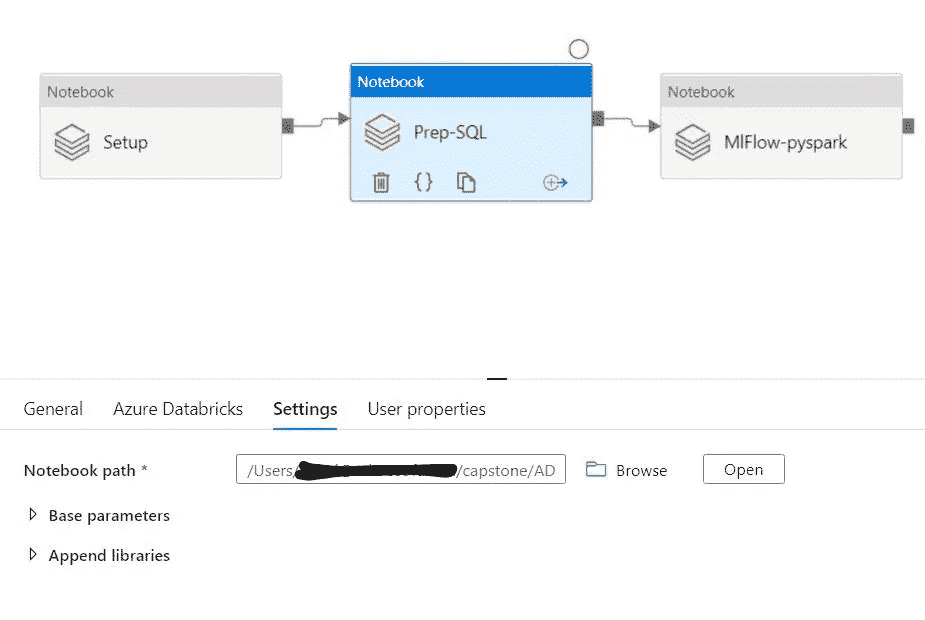 Notebook
Setup
Notebook
Prep-SQL
Notebook
MlFlow-pyspark
General Azure Databricks Settings User properties
Notebook path * /Users/ /capstone/AD Browse Open
Base parameters
Append libraries